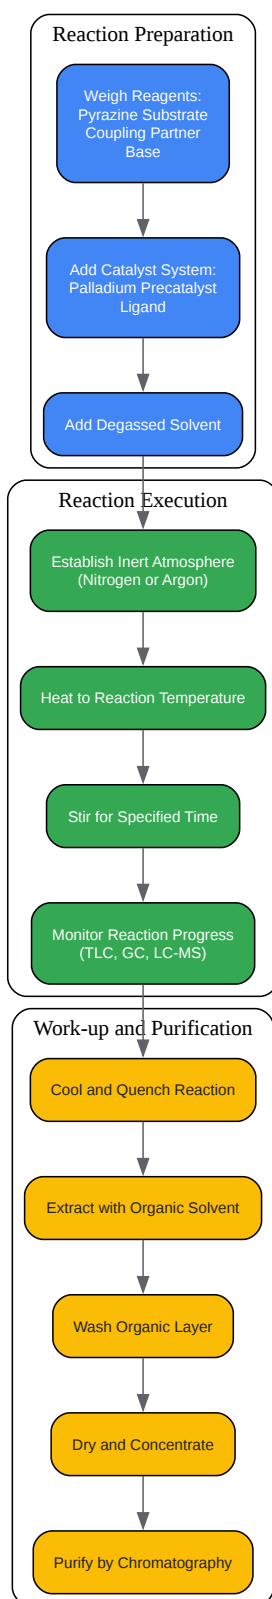 Reaction Preparation
Weigh Reagents:
Pyrazine Substrate
Coupling Partner
Base
Add Catalyst System:
Palladium Precatalyst
Ligand
Add Degassed Solvent
Reaction Execution
Establish Inert Atmosphere
(Nitrogen or Argon)
Heat to Reaction Temperature
Stir for Specified Time
Monitor Reaction Progress
(TLC, GC, LC-MS)
Work-up and Purification
Cool and Quench Reaction
Extract with Organic Solvent
Wash Organic Layer
Dry and Concentrate
Purify by Chromatography